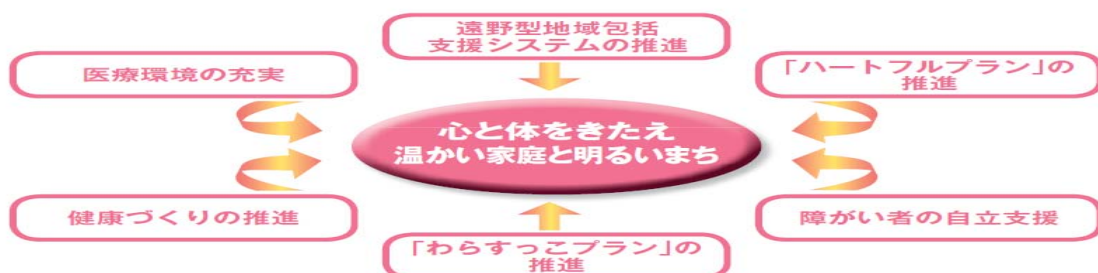 遠野型地域包括
支援システムの推進
医療環境の充実
「ハートフルプラン」の
推進
心と体をきたえ
温かい家庭と明るいまち
健康づくりの推進
障がい者の自立支援
「わらすっこプラン」の
推進